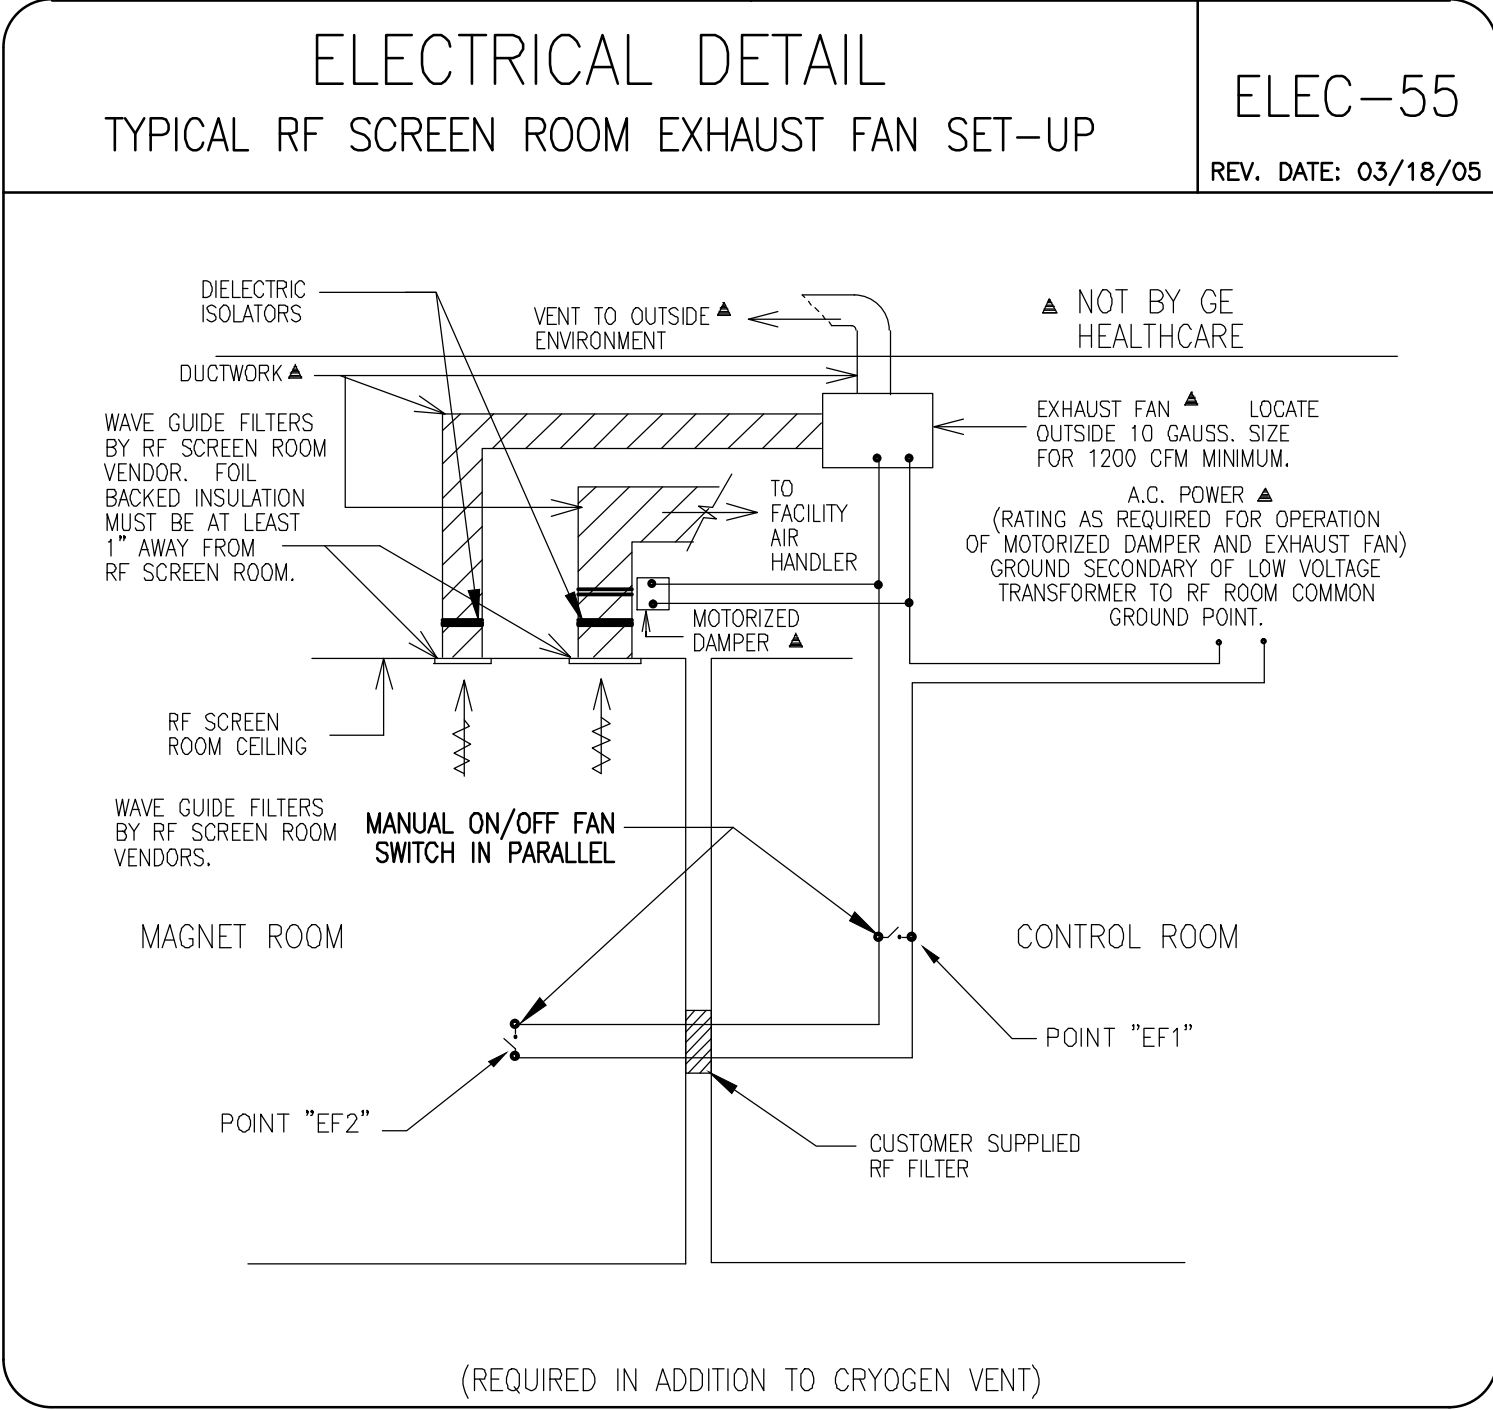 ELECTRICAL DETAIL
TYPICAL RF SCREEN ROOM EXHAUST FAN SET-UP
ELEC-55
REV. DATE: 03/18/05
DIELECTRIC
ISOLATORS
VENT TO OUTSIDE
ENVIRONMENT
NOT BY GE
HEALTHCARE
DUCTWORK
WAVE GUIDE FILTERS
BY RF SCREEN ROOM
VENDOR. FOIL
BACKED INSULATION
MUST BE AT LEAST
1" AWAY FROM
RF SCREEN ROOM.
EXHAUST FAN LOCATE
OUTSIDE 10 GAUSS. SIZE
FOR 1200 CFM MINIMUM.
TO
FACILITY
AIR
HANDLER
A.C. POWER
(RATING AS REQUIRED FOR OPERATION
OF MOTORIZED DAMPER AND EXHAUST FAN)
GROUND SECONDARY OF LOW VOLTAGE
TRANSFORMER TO RF ROOM COMMON
GROUND POINT.
MOTORIZED
DAMPER
RF SCREEN
ROOM CEILING
WAVE GUIDE FILTERS
BY RF SCREEN ROOM
VENDORS.
MANUAL ON/OFF FAN
SWITCH IN PARALLEL
MAGNET ROOM
CONTROL ROOM
POINT "EF1"
POINT "EF2"
CUSTOMER SUPPLIED
RF FILTER
(REQUIRED IN ADDITION TO CRYOGEN VENT)